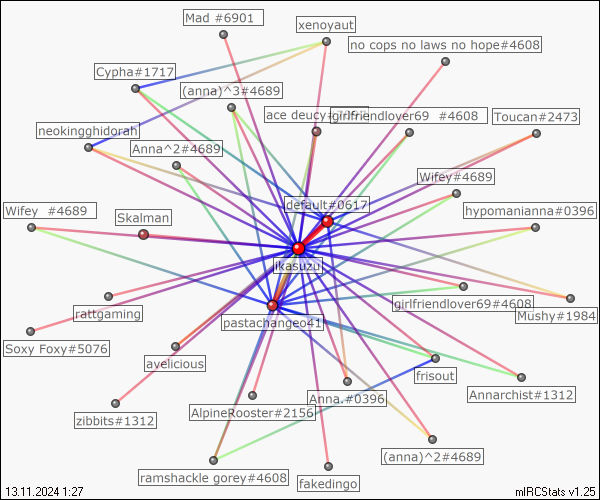 Mad #6901
xenoyaut
no cops no laws no hope#4608
Cypha#1717
(anna)^3#4689
ace deucy
girlfriendlover69 #4608
Toucan#2473
neokingghidorah
Anna^2#4689
Wifey#4689
default#0617
Wifey #4689
Skalman
hypomanianna#0396
ikasuzu
rattgaming
girlfriendlover69#4608
Mushy#1984
pastachangeo41
Soxy Foxy#5076
ayelicious
frisout
Annarchist#1312
Anna.#0396
zibbits#1312
AlpineRooster#2156
(anna)^2#4689
ramshackle gorey#4608
fakedingo
13.11.2024 1:27
mIRCStats v1.25